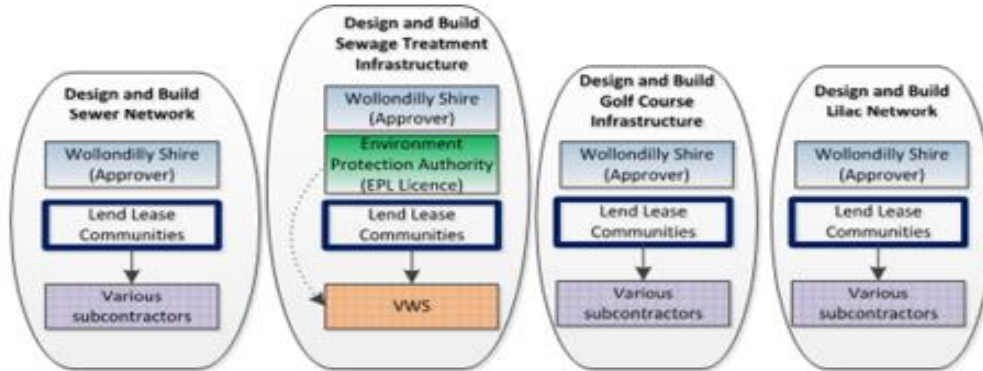 Design and Build
Sewer Network
Wollondilly Shire
(Approver)
Lend Lease
Communities
Various
subcontractors
Design and Build
Sewage Treatment
Infrastructure
Wollondilly Shire
(Approver)
Environment
Protection Authority
(EPL Licence)
Lend Lease
Communities
VWS
Design and Build
Golf Course
Infrastructure
Wollondilly Shire
(Approver)
Lend Lease
Communities
Various
subcontractors
Design and Build
Lilac Network
Wollondilly Shire
(Approver)
Lend Lease
Communities
Various
subcontractors